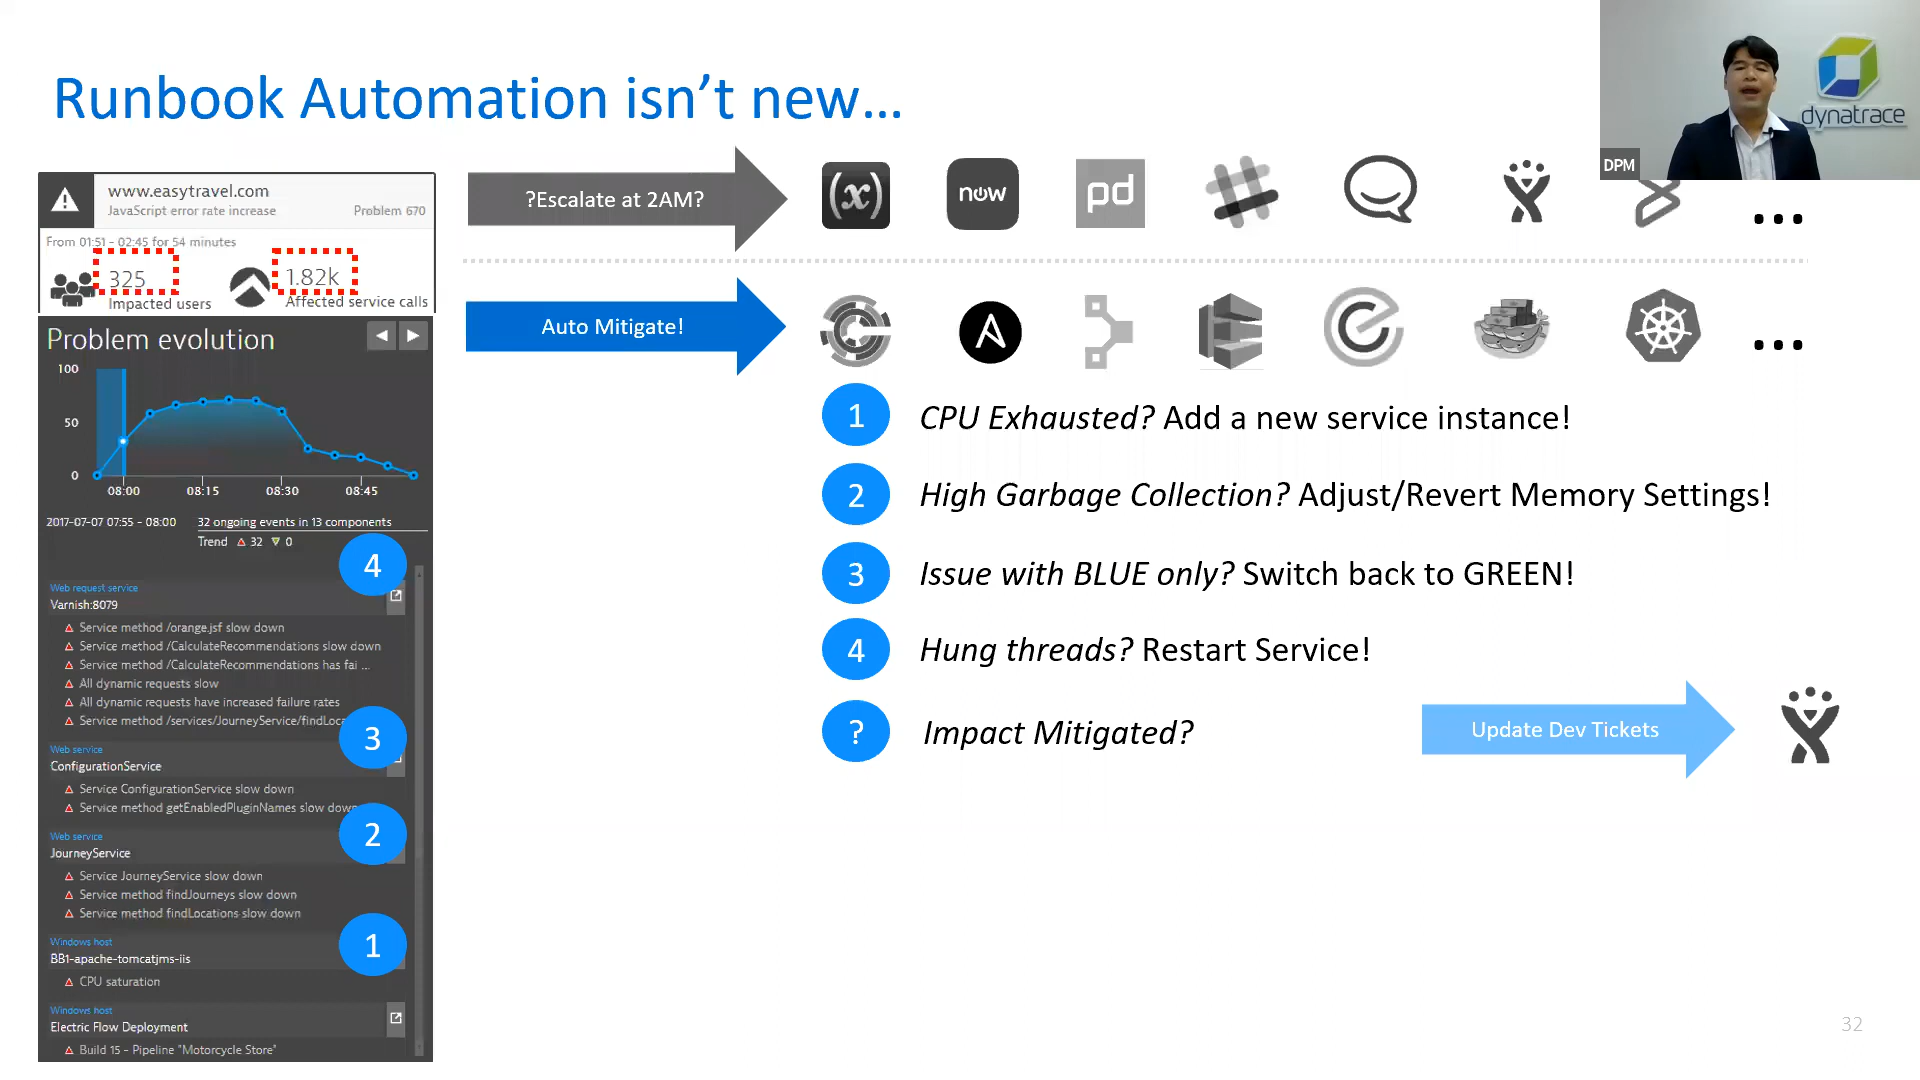 Runbook Automation isn’t new...
dynatrace
DPM
www.easytravel.com
JavaScript error rate increase
Problem 670
From 01:51 - 02:45 for 54 minutes
325
Impacted users
1.82k
Affected service calls
?Escalate at 2AM?
(x)
now
pd
...
Auto Mitigate!
...
Problem evolution
100
50
0
08:00 08:15 08:30 08:45
2017-07-07 07:55 - 08:00
32 ongoing events in 13 components
Trend 32 0
4
Web request service
Varnish:8079
Service method /orange.jsf slow down
Service method /CalculateRecommendations slow down
Service method /CalculateRecommendations has fai ...
All dynamic requests slow
All dynamic requests have increased failure rates
Service method /services/JourneyService/findLoca
3
Web service
ConfigurationService
Service ConfigurationService slow down
Service method getEnabledPluginNames slow down
2
Web service
JourneyService
Service JourneyService slow down
Service method findJourneys slow down
Service method findLocations slow down
1
Windows host
BB1-apache-tomcatjms-iis
CPU saturation
Windows host
Electric Flow Deployment
Build 15 - Pipeline "Motorcycle Store"
1 CPU Exhausted? Add a new service instance!
2 High Garbage Collection? Adjust/Revert Memory Settings!
3 Issue with BLUE only? Switch back to GREEN!
4 Hung threads? Restart Service!
? Impact Mitigated?
Update Dev Tickets
32